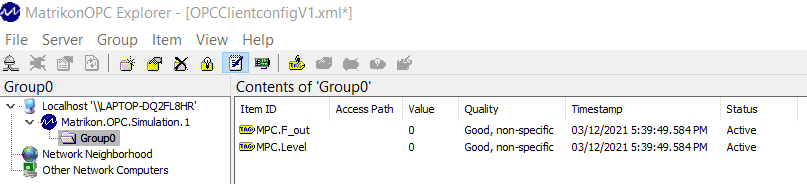 MatrikonOPC Explorer - [OPCClientconfigV1.xml*]
File Server Group Item View Help
Group0 Contents of 'Group0'
Localhost '\\LAPTOP-DQ2FL8HR'
Matrikon.OPC.Simulation.1
Group0
Network Neighborhood
Other Network Computers
Item ID Access Path Value Quality Timestamp Status
TAG MPC.F_out 0 Good, non-specific 03/12/2021 5:39:49.584 PM Active
TAG MPC.Level 0 Good, non-specific 03/12/2021 5:39:49.584 PM Active